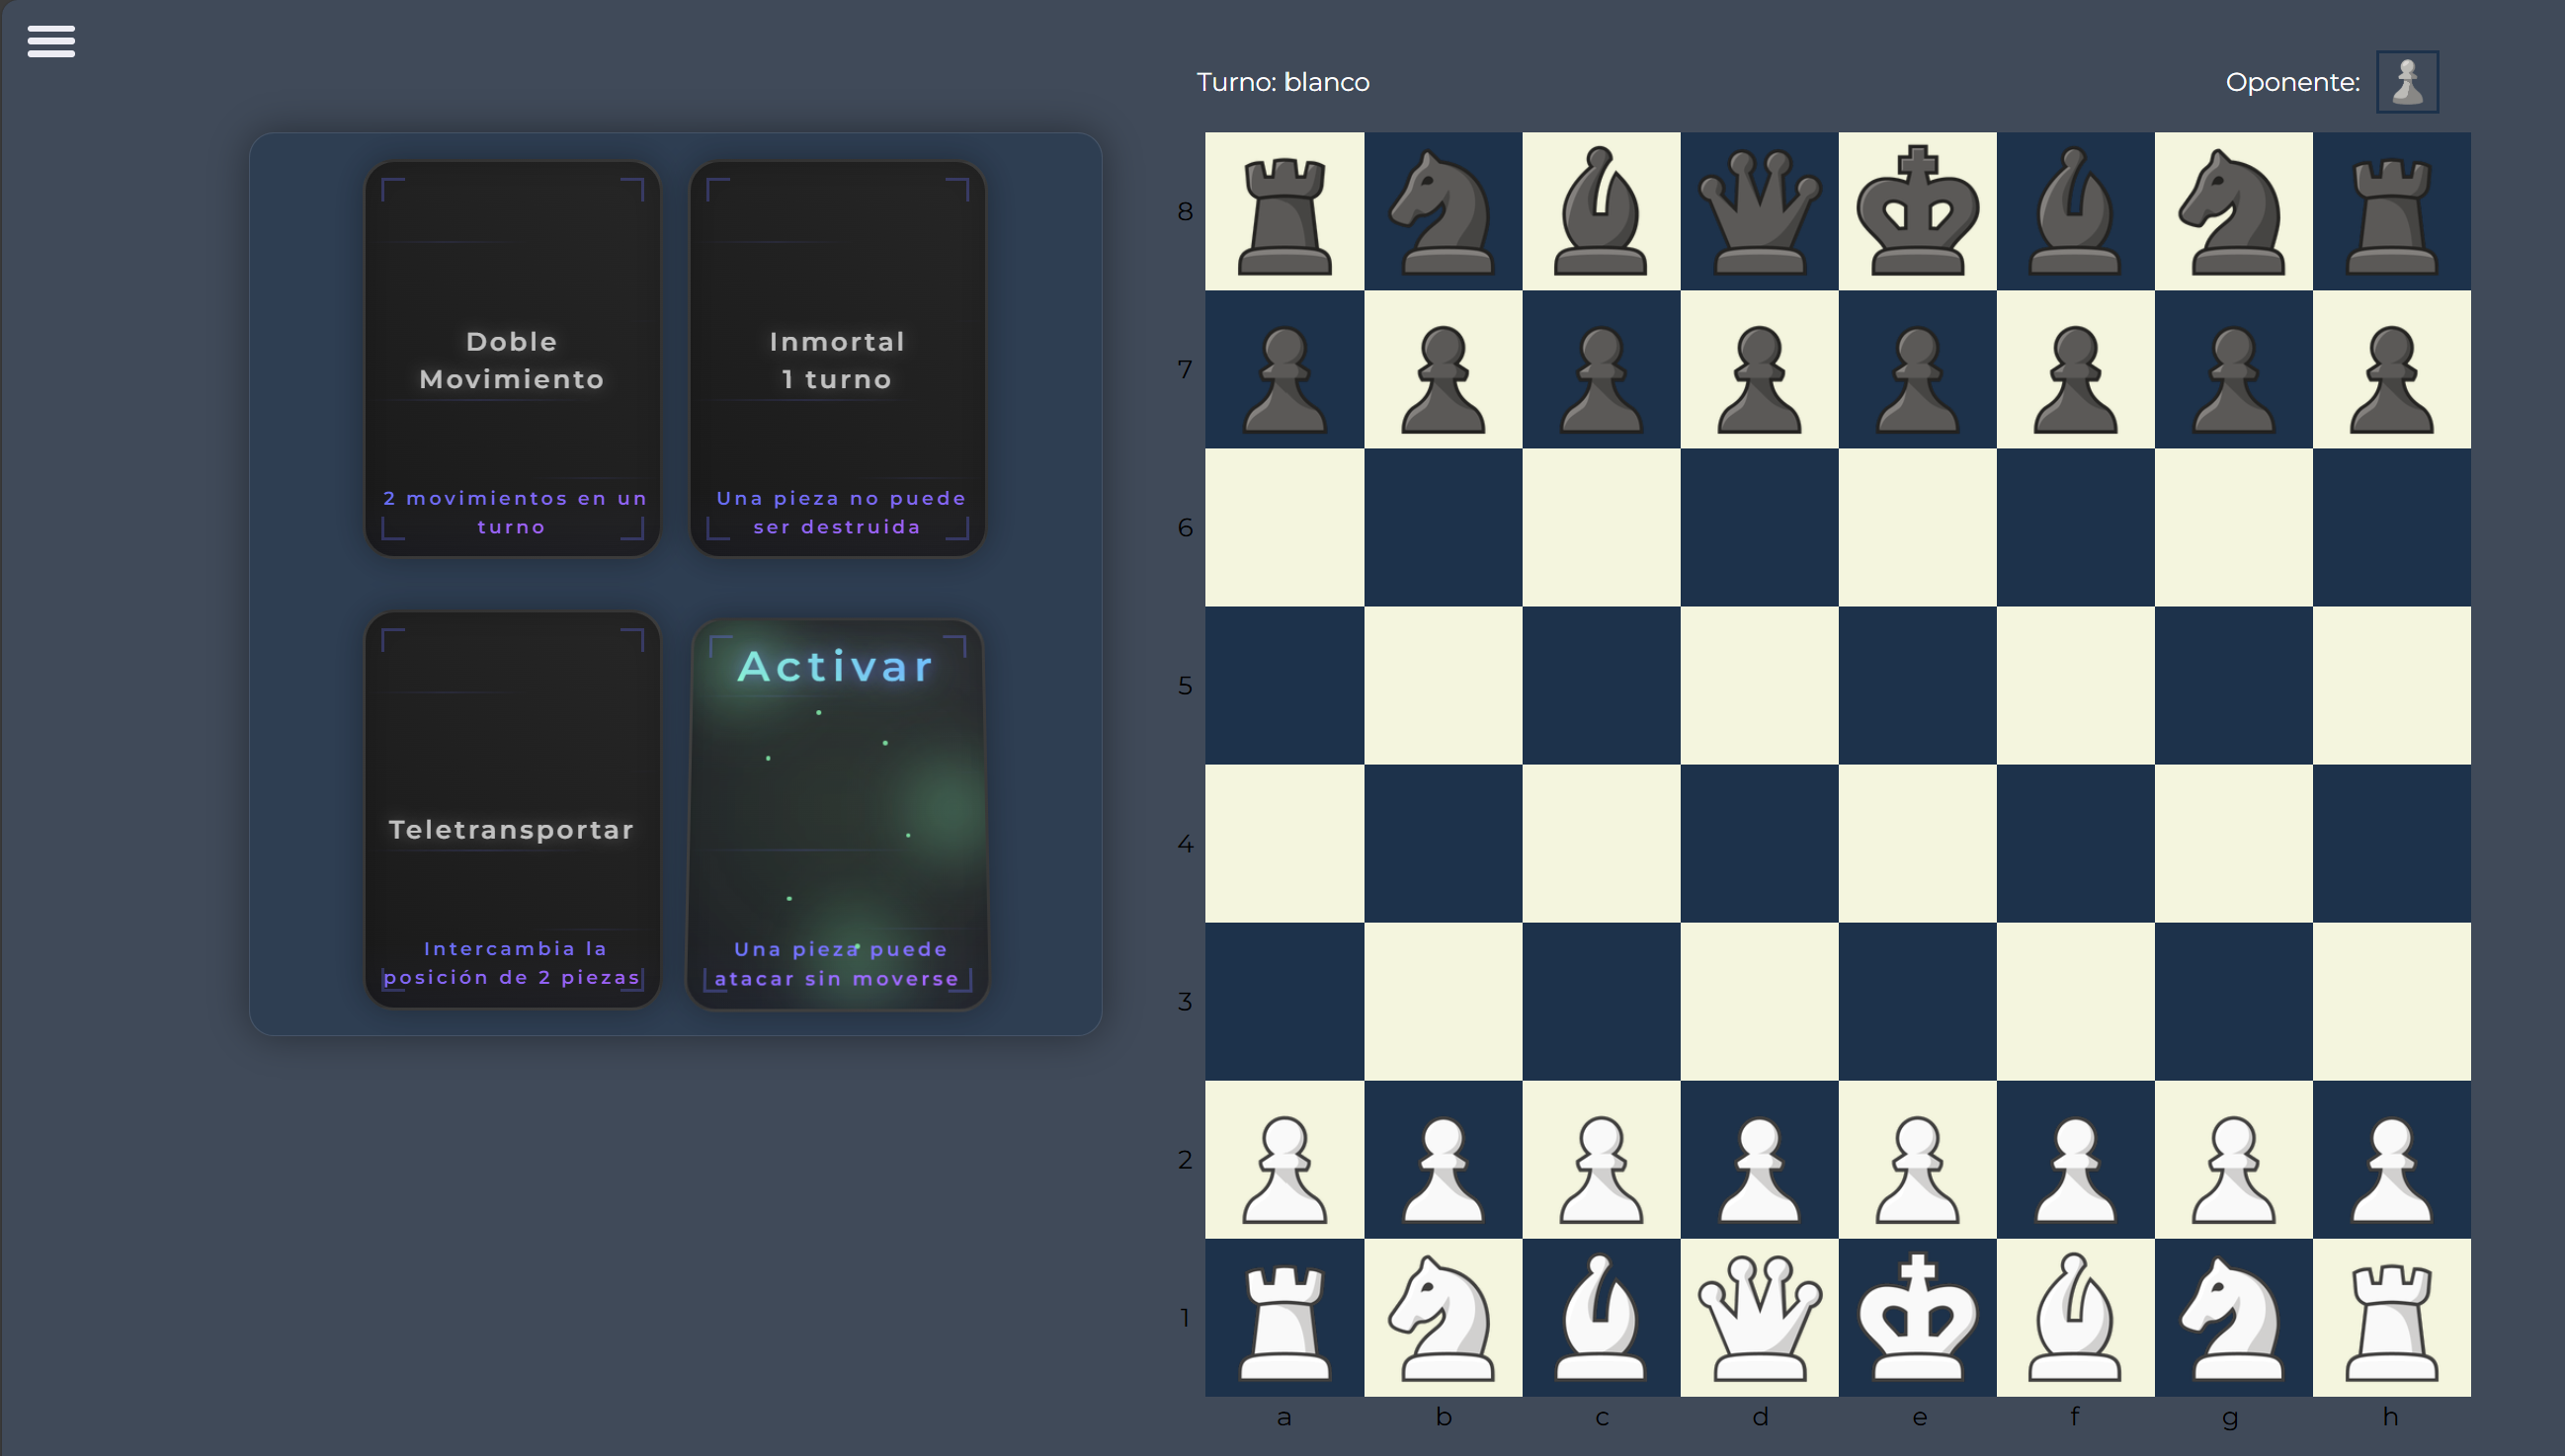 Turno: blanco
Oponente:
Doble
Movimiento
2 movimientos en un
turno
Inmortal
1 turno
Una pieza no puede
ser destruida
Teletransportar
Intercambia la
posición de 2 piezas
Activar
Una pieza puede
atacar sin moverse
8
7
6
5
4
3
2
1
a b c d e f g h